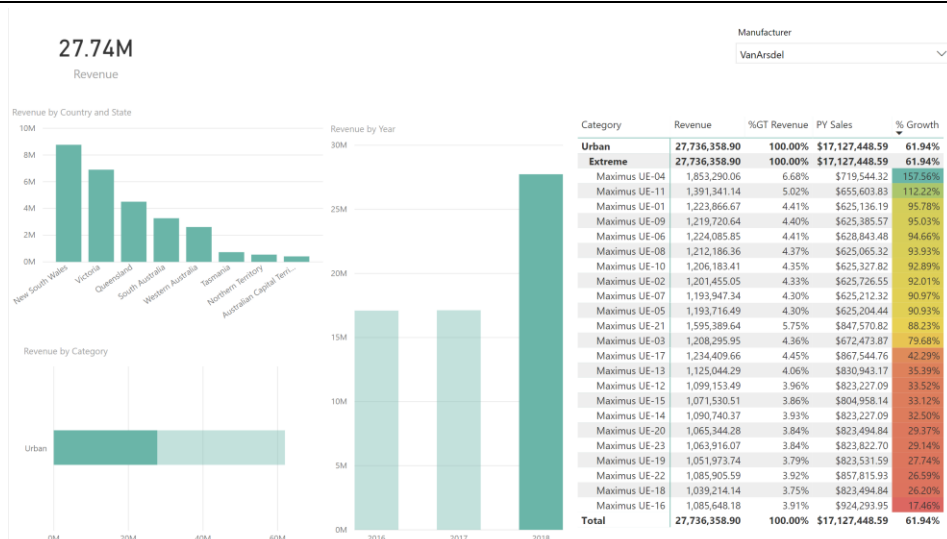 27.74M
Revenue
Manufacturer
VanArsdel
Revenue by Country and State
10M
8M
6M
4M
2M
0M
New South Wales
Victoria
Queensland
South Australia
Western Australia
Tasmania
Northern Territory
Australian Capital Terri...
Revenue by Category
Urban
0M 20M 40M 60M
Revenue by Year
30M
25M
20M
15M
10M
5M
0M
2016 2017 2018
Category Revenue %GT Revenue PY Sales % Growth
Urban 27,736,358.90 100.00% $17,127,448.59 61.94%
Extreme 27,736,358.90 100.00% $17,127,448.59 61.94%
Maximus UE-04 1,853,290.06 6.68% $719,544.32 157.56%
Maximus UE-11 1,391,341.14 5.02% $655,603.83 112.22%
Maximus UE-01 1,223,866.67 4.41% $625,136.19 95.78%
Maximus UE-09 1,219,720.64 4.40% $625,385.57 95.03%
Maximus UE-06 1,224,085.85 4.41% $628,843.48 94.66%
Maximus UE-08 1,212,186.36 4.37% $625,065.32 93.93%
Maximus UE-10 1,206,183.41 4.35% $625,327.82 92.89%
Maximus UE-02 1,201,455.05 4.33% $625,726.55 92.01%
Maximus UE-07 1,193,947.34 4.30% $625,212.32 90.97%
Maximus UE-05 1,193,716.49 4.30% $625,204.44 90.93%
Maximus UE-21 1,595,389.64 5.75% $847,570.82 88.23%
Maximus UE-03 1,208,295.95 4.36% $672,473.87 79.68%
Maximus UE-17 1,234,409.66 4.45% $867,544.76 42.29%
Maximus UE-13 1,125,044.29 4.06% $830,943.17 35.39%
Maximus UE-12 1,099,153.49 3.96% $823,227.09 33.52%
Maximus UE-15 1,071,530.51 3.86% $804,958.14 33.12%
Maximus UE-14 1,090,740.37 3.93% $823,227.09 32.50%
Maximus UE-20 1,065,344.28 3.84% $823,494.84 29.37%
Maximus UE-23 1,063,916.07 3.84% $823,822.70 29.14%
Maximus UE-19 1,051,973.74 3.79% $823,531.59 27.74%
Maximus UE-22 1,085,905.59 3.92% $857,815.93 26.59%
Maximus UE-18 1,039,214.14 3.75% $823,494.84 26.20%
Maximus UE-16 1,085,648.18 3.91% $924,293.95 17.46%
Total 27,736,358.90 100.00% $17,127,448.59 61.94%